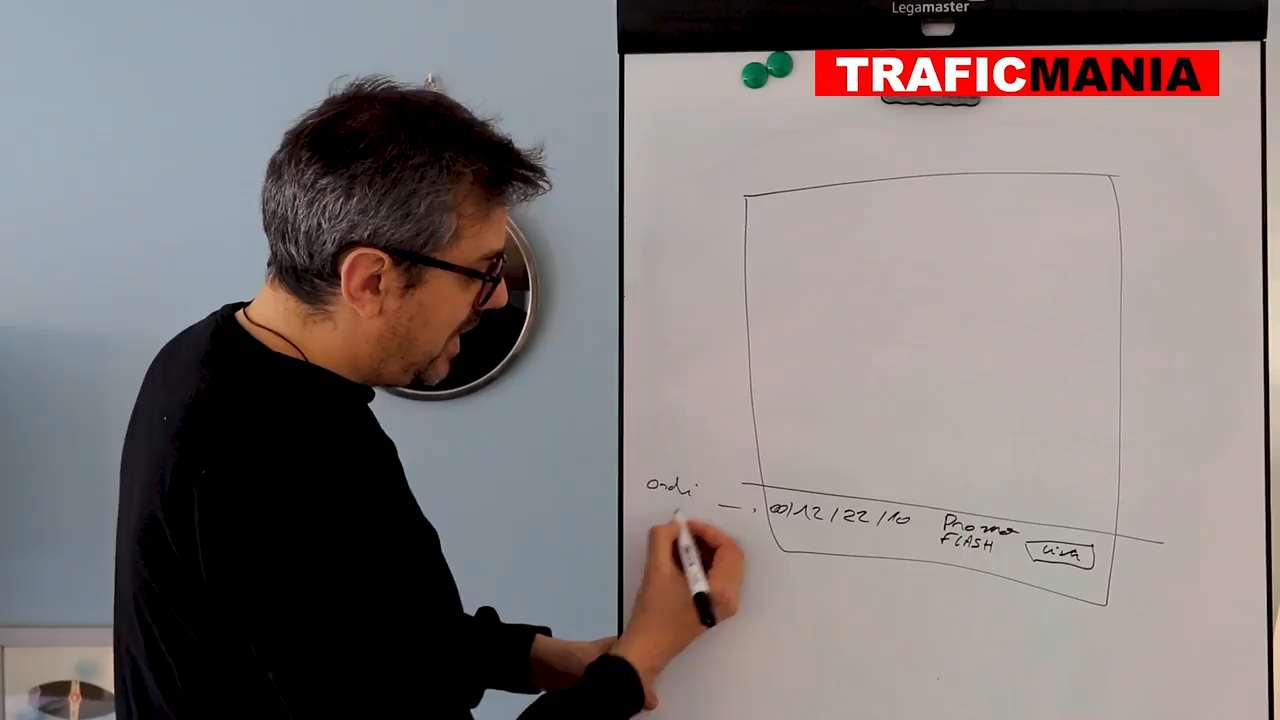 Legamaster
TRAFICMANIA
ordi
00/12/22/10
Promo
FLASH